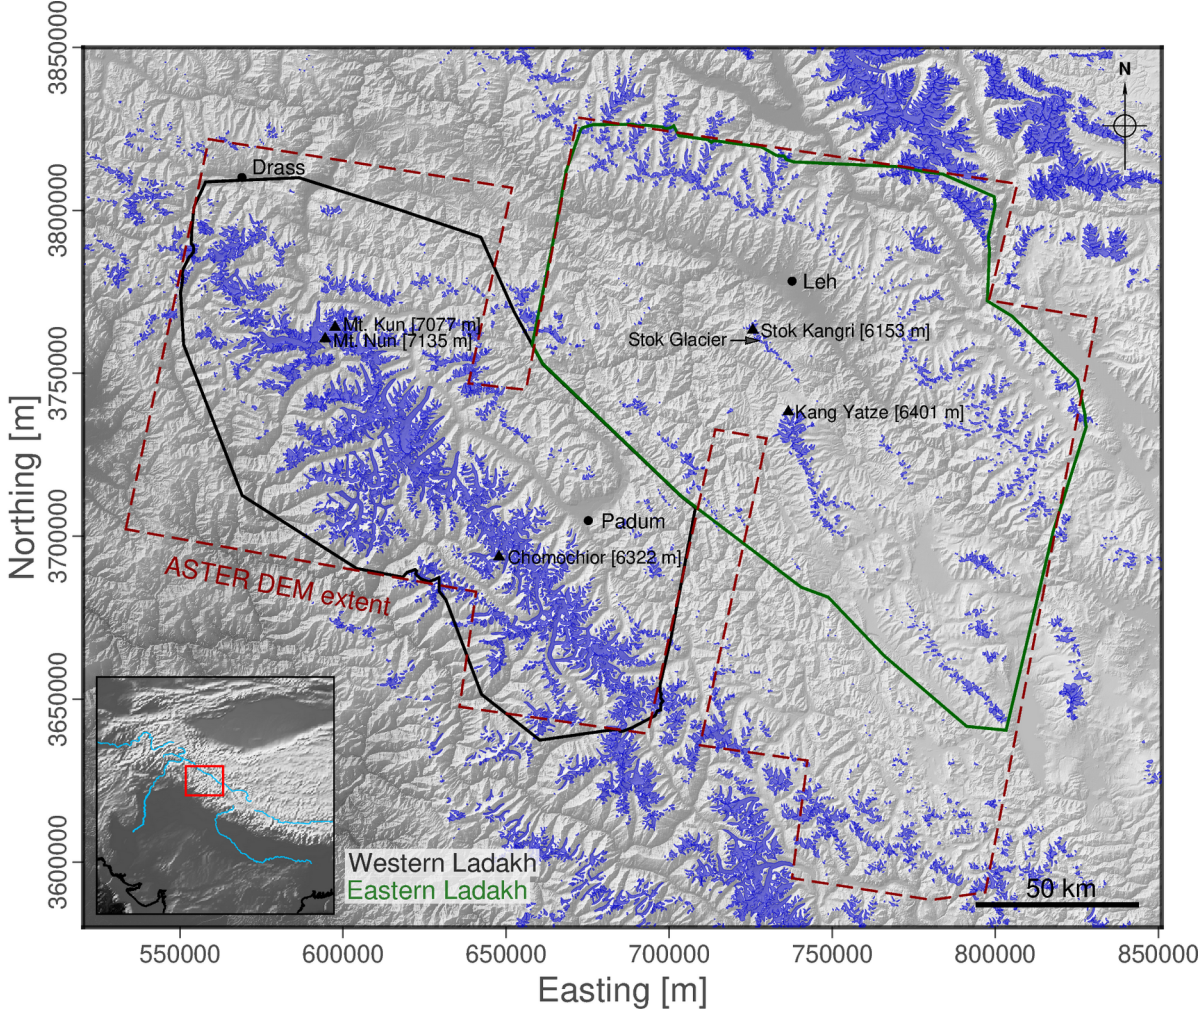 3850000
3800000
3750000
3700000
3650000
3600000
Northing [m]
N
Drass
Leh
Mt. Kun [7077 m]
Mt. Nun [7135 m]
Stok Kangri [6153 m]
Stok Glacier
Kang Yatze [6401 m]
Padum
Chomochior [6322 m]
ASTER DEM extent
Western Ladakh
Eastern Ladakh
50 km
550000
600000
650000
700000
750000
800000
850000
Easting [m]